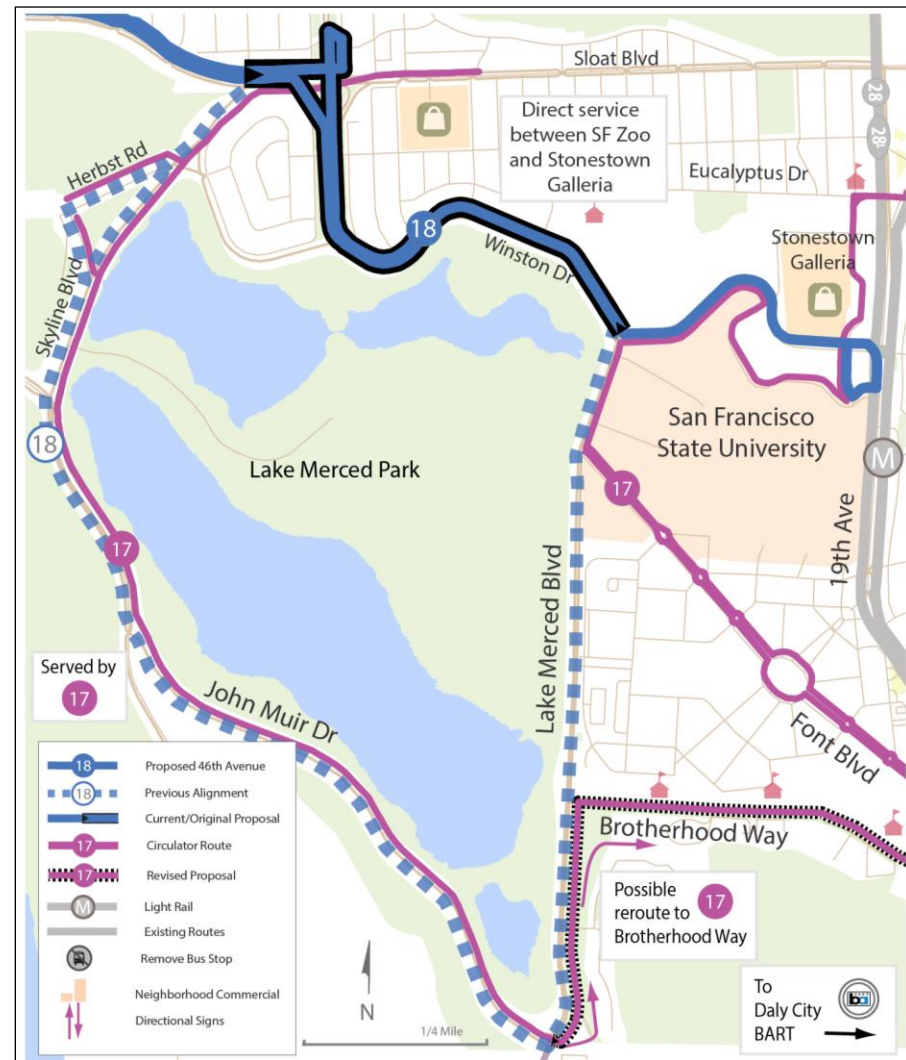 Sloat Blvd
28
28L
Direct service
between SF Zoo
and Stonestown
Galleria
Herbst Rd
Eucalyptus Dr
18
Winston Dr
Stonestown
Galleria
Skyline Blvd
18
San Francisco
State University
M
Lake Merced Park
17
17
19th Ave
Lake Merced Blvd
Served by
17
John Muir Dr
Font Blvd
18 Proposed 46th Avenue
18 Previous Alignment
Current/Original Proposal
17 Circulator Route
17 Revised Proposal
M Light Rail
Existing Routes
Remove Bus Stop
Neighborhood Commercial
Directional Signs
Brotherhood Way
Possible 17
reroute to
Brotherhood Way
N
1/4 Mile
To
Daly City
BART
ba